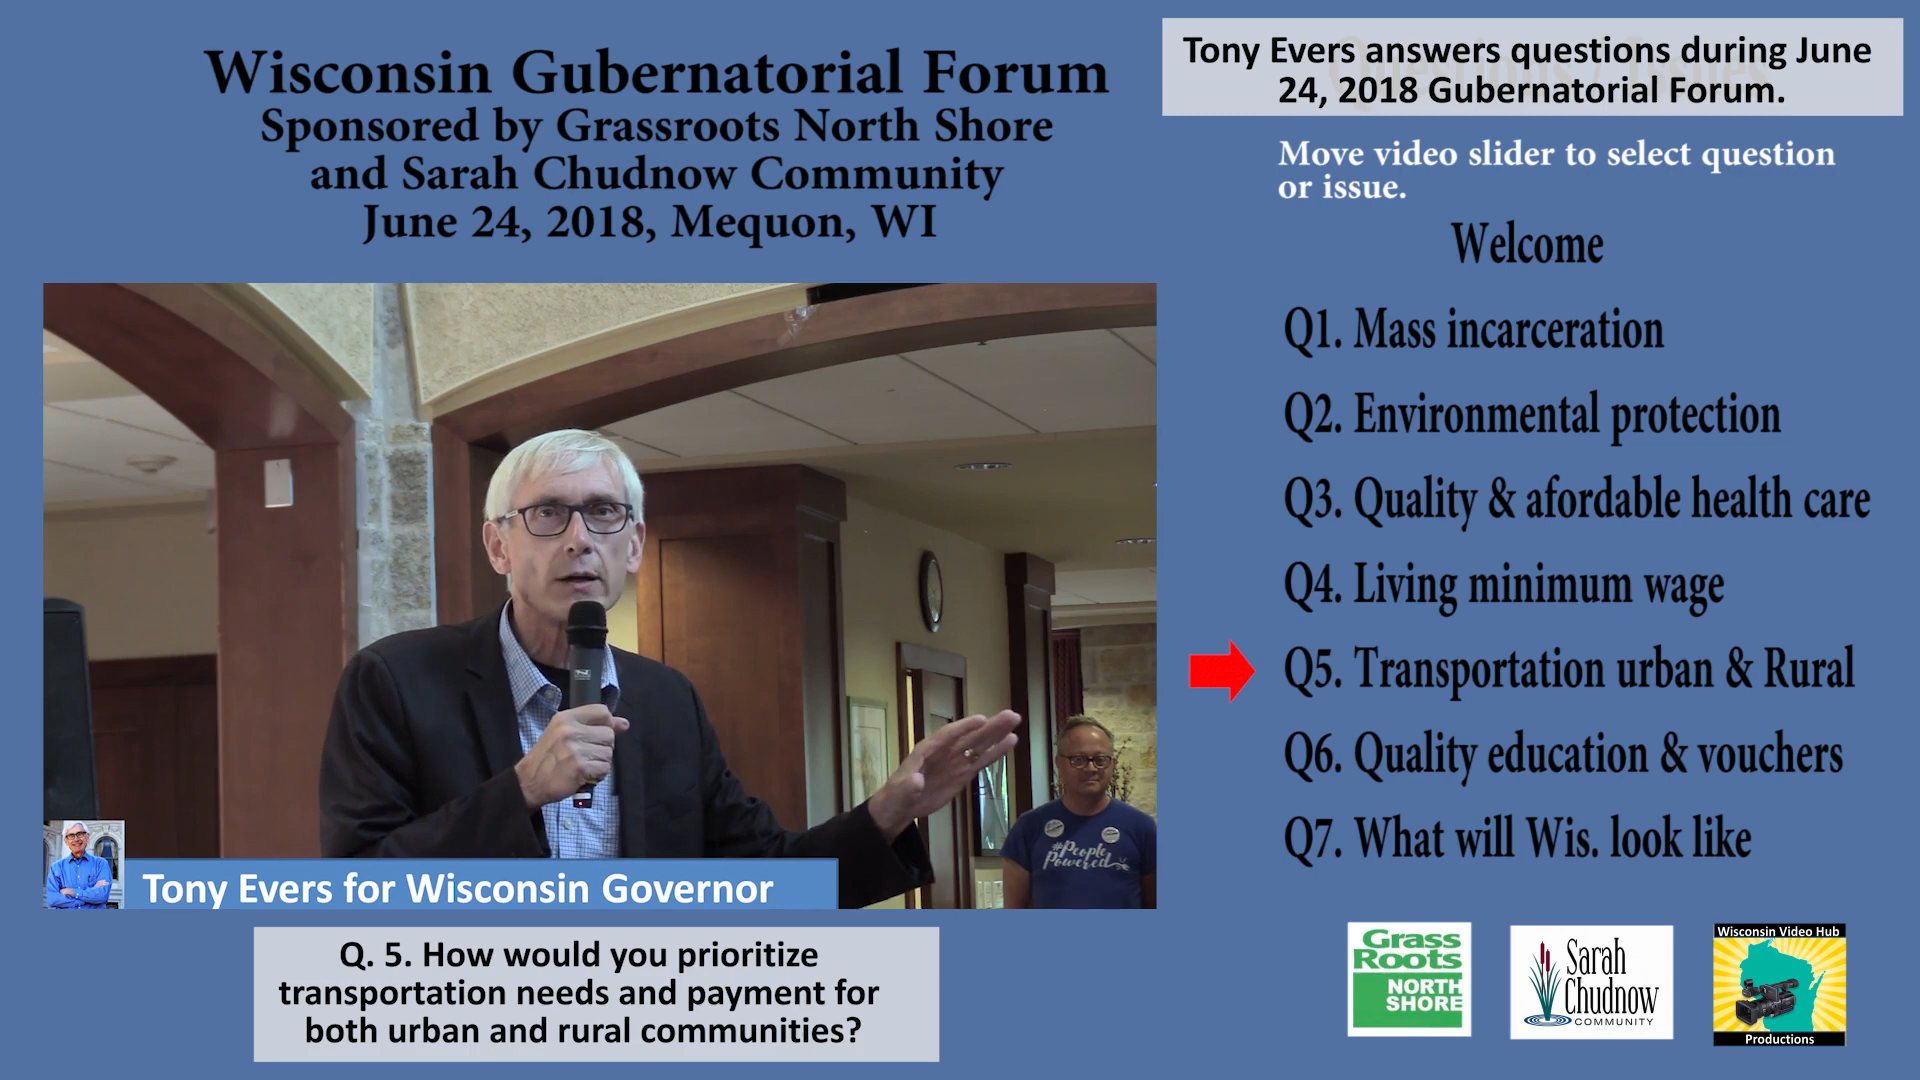 Wisconsin Gubernatorial Forum
Sponsored by Grassroots North Shore
and Sarah Chudnow Community
June 24, 2018, Mequon, WI
Tony Evers answers questions during June
24, 2018 Gubernatorial Forum.
Move video slider to select question
or issue.
Welcome
Q1. Mass incarceration
Q2. Environmental protection
Q3. Quality & afordable health care
Q4. Living minimum wage
Q5. Transportation urban & Rural
Q6. Quality education & vouchers
Q7. What will Wis. look like
#People
Powered
Tony Evers for Wisconsin Governor
Q. 5. How would you prioritize
transportation needs and payment for
both urban and rural communities?
Grass
Roots
NORTH
SHORE
Sarah
Chudnow
COMMUNITY
Wisconsin Video Hub
Productions